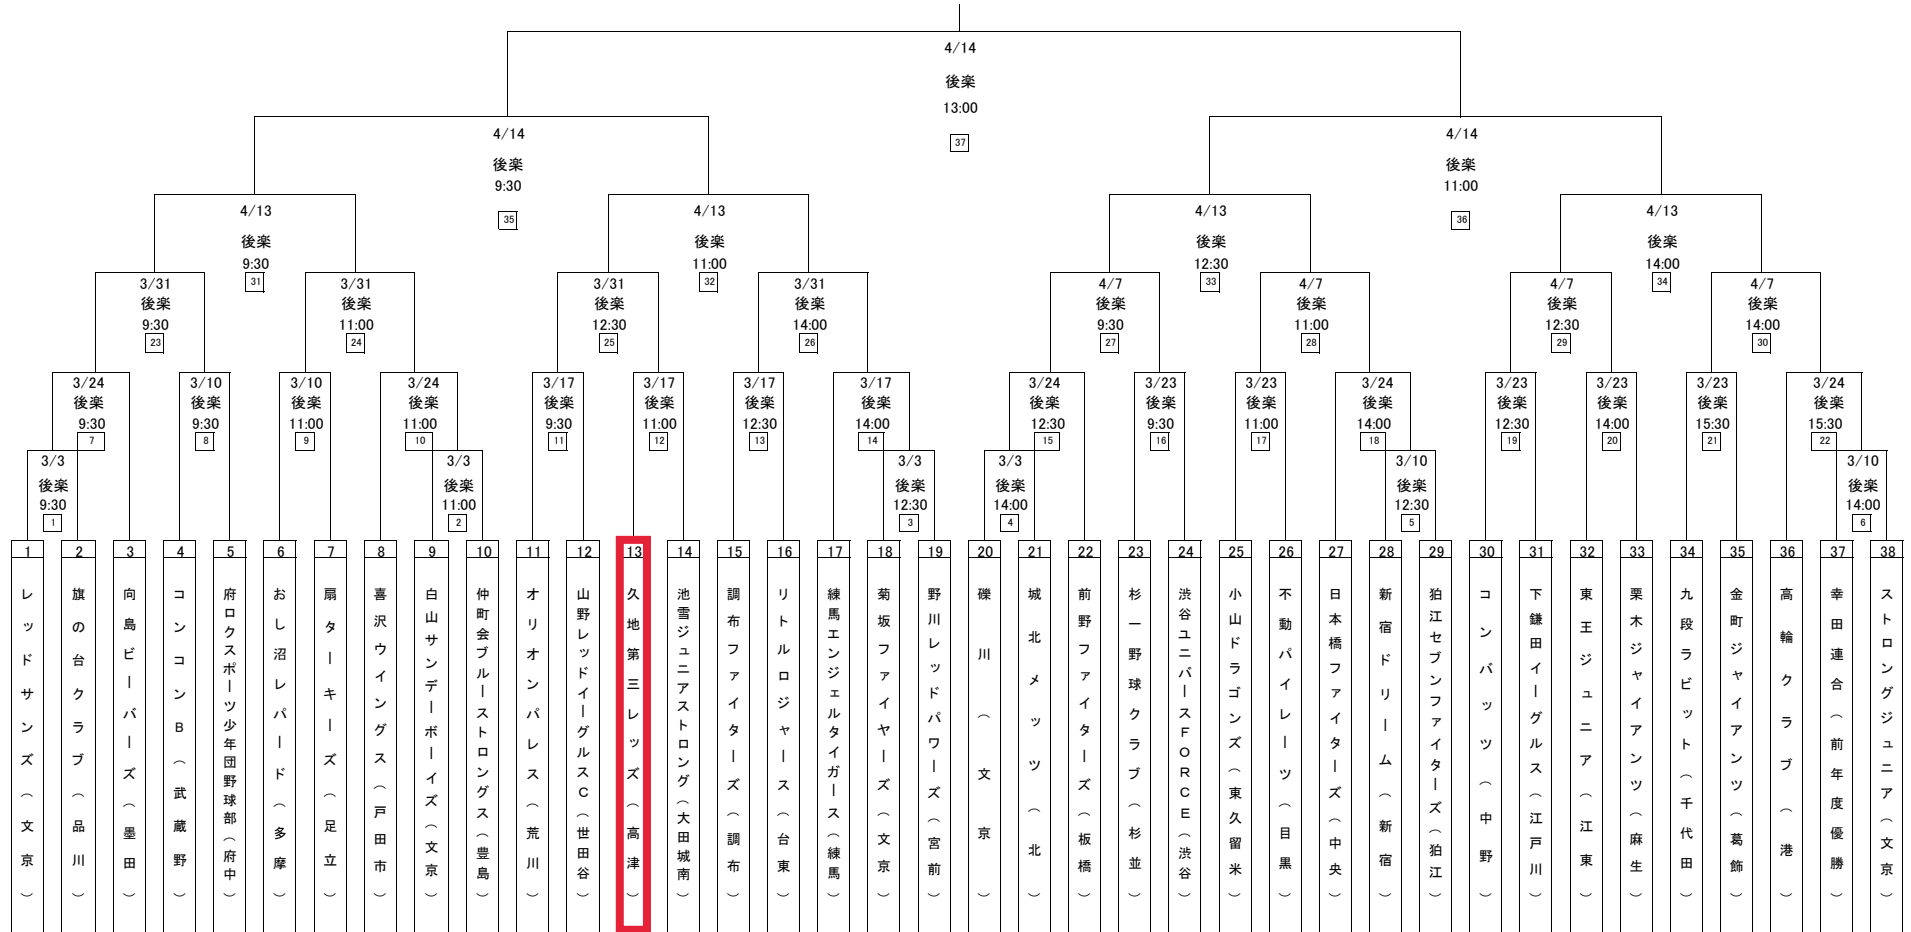 4/14
後楽
13:00
37
4/14
後楽
9:30
35
4/14
後楽
11:00
36
4/13
後楽
9:30
31
4/13
後楽
11:00
32
4/13
後楽
12:30
33
4/13
後楽
14:00
34
3/31
後楽
9:30
23
3/31
後楽
11:00
24
3/31
後楽
12:30
25
3/31
後楽
14:00
26
4/7
後楽
9:30
27
4/7
後楽
11:00
28
4/7
後楽
12:30
29
4/7
後楽
14:00
30
3/24
後楽
9:30
7
3/10
後楽
9:30
8
3/10
後楽
11:00
9
3/24
後楽
11:00
10
3/17
後楽
9:30
11
3/17
後楽
11:00
12
3/17
後楽
12:30
13
3/17
後楽
14:00
14
3/24
後楽
12:30
15
3/23
後楽
9:30
16
3/23
後楽
11:00
17
3/24
後楽
14:00
18
3/23
後楽
12:30
19
3/23
後楽
14:00
20
3/23
後楽
15:30
21
3/24
後楽
15:30
22
3/3
後楽
9:30
1
3/3
後楽
11:00
2
3/3
後楽
12:30
3
3/3
後楽
14:00
4
3/10
後楽
12:30
5
3/10
後楽
14:00
6
1
レッドサンズ（文京）
2
旗の台クラブ（品川）
3
向島ビーバーズ（墨田）
4
コンコンB（武蔵野）
5
府ロクスポーツ少年団野球部（府中）
6
おし沼レパード（多摩）
7
扇ターキーズ（足立）
8
喜沢ウイングス（戸田市）
9
白山サンデーボーイズ（文京）
10
仲町会ブルーストロングス（豊島）
11
オリオンパレス（荒川）
12
山野レッドイーグルスC（世田谷）
13
久地第三レッズ（高津）
14
池雪ジュニアストロング（大田城南）
15
調布ファイターズ（調布）
16
リトルロジャース（台東）
17
練馬エンジェルタイガース（練馬）
18
菊坂ファイヤーズ（文京）
19
野川レッドパワーズ（宮前）
20
礫川（文京）
21
城北メッツ（北）
22
前野ファイターズ（板橋）
23
杉一野球クラブ（杉並）
24
渋谷ユニバースFORCE（渋谷）
25
小山ドラゴンズ（東久留米）
26
不動パイレーツ（目黒）
27
日本橋ファイターズ（中央）
28
新宿ドリーム（新宿）
29
狛江セブンファイターズ（狛江）
30
コンバッツ（中野）
31
下鎌田イーグルス（江戸川）
32
東王ジュニア（江東）
33
栗木ジャイアンツ（麻生）
34
九段ラビット（千代田）
35
金町ジャイアンツ（葛飾）
36
高輪クラブ（港）
37
幸田連合（前年度優勝）
38
ストロングジュニア（文京）